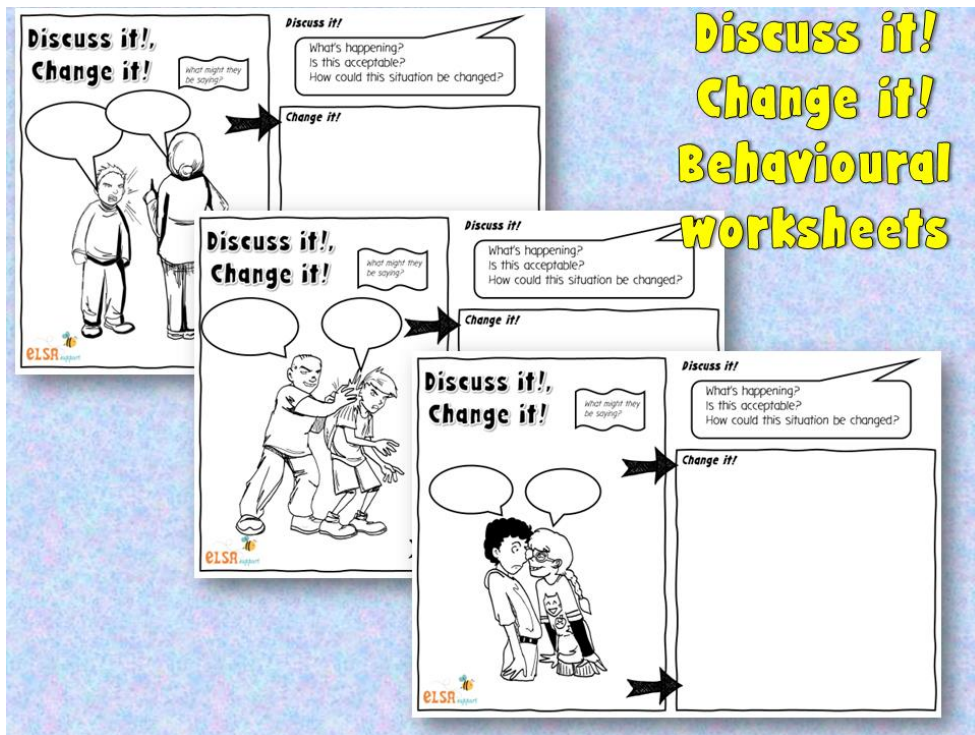 Discuss it!
Change it!
Behavioural
worksheets
Discuss it!,
Change it!
What might they
be saying?
Discuss it!
What's happening?
Is this acceptable?
How could this situation be changed?
Change it!
eLSA support
Discuss it!,
Change it!
What might they
be saying?
Discuss it!
What's happening?
Is this acceptable?
How could this situation be changed?
Change it!
eLSA support
Discuss it!,
Change it!
What might they
be saying?
Discuss it!
What's happening?
Is this acceptable?
How could this situation be changed?
Change it!
eLSA support